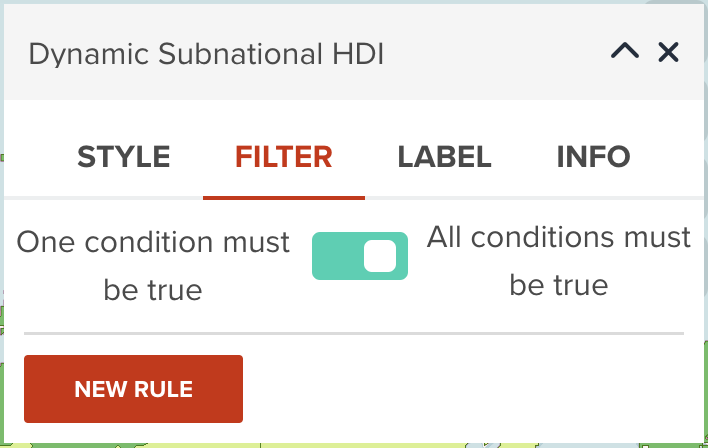 Dynamic Subnational HDI
STYLE FILTER LABEL INFO
One condition must
be true
All conditions must
be true
NEW RULE